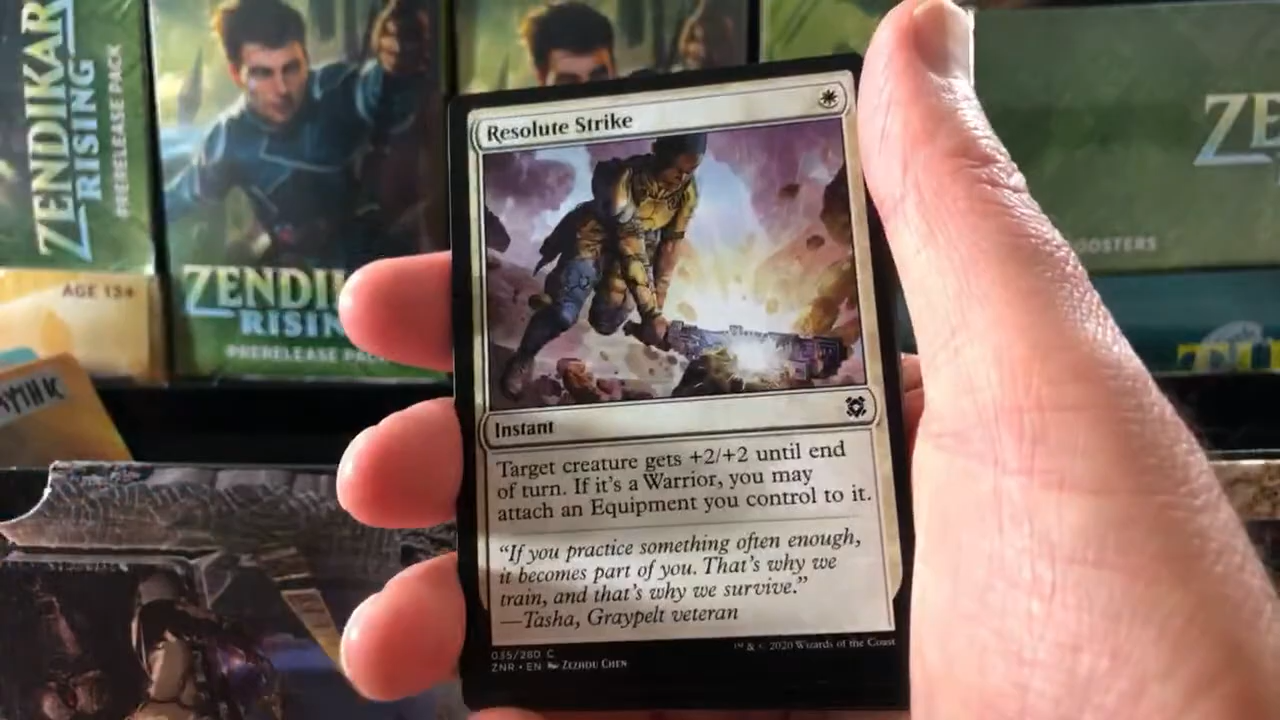 ZENDIKAR
RISING
PRERELEASE PACK
AGE 13+
ZENDI
RISIN
PRERELEASE PAC
ZE
OOSTERS
Resolute Strike
Instant
Target creature gets +2/+2 until end
of turn. If it's a Warrior, you may
attach an Equipment you control to it.
“If you practice something often enough,
it becomes part of you. That's why we
train, and that's why we survive.”
—Tasha, Graypelt veteran
035/280 C
ZNR • EN Zezhou Chen
™ & © 2020 Wizards of the Coast